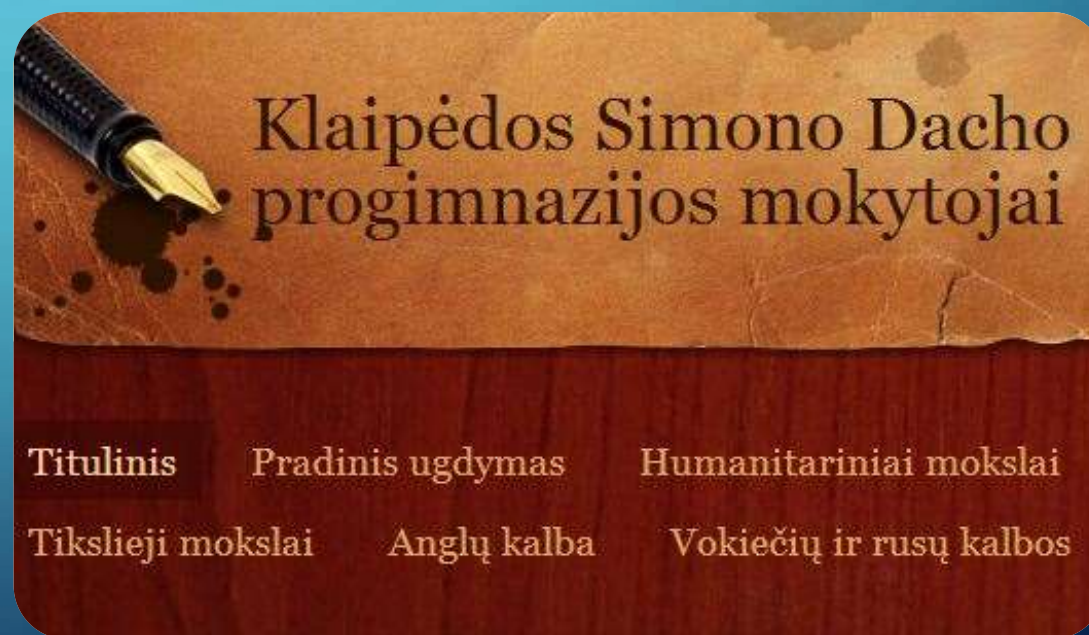 Klaipėdos Simono Dacho
progimnazijos mokytojai
Titulinis Pradinis ugdymas Humanitariniai mokslai
Tikslieji mokslai Anglų kalba Vokiečių ir rusų kalbos